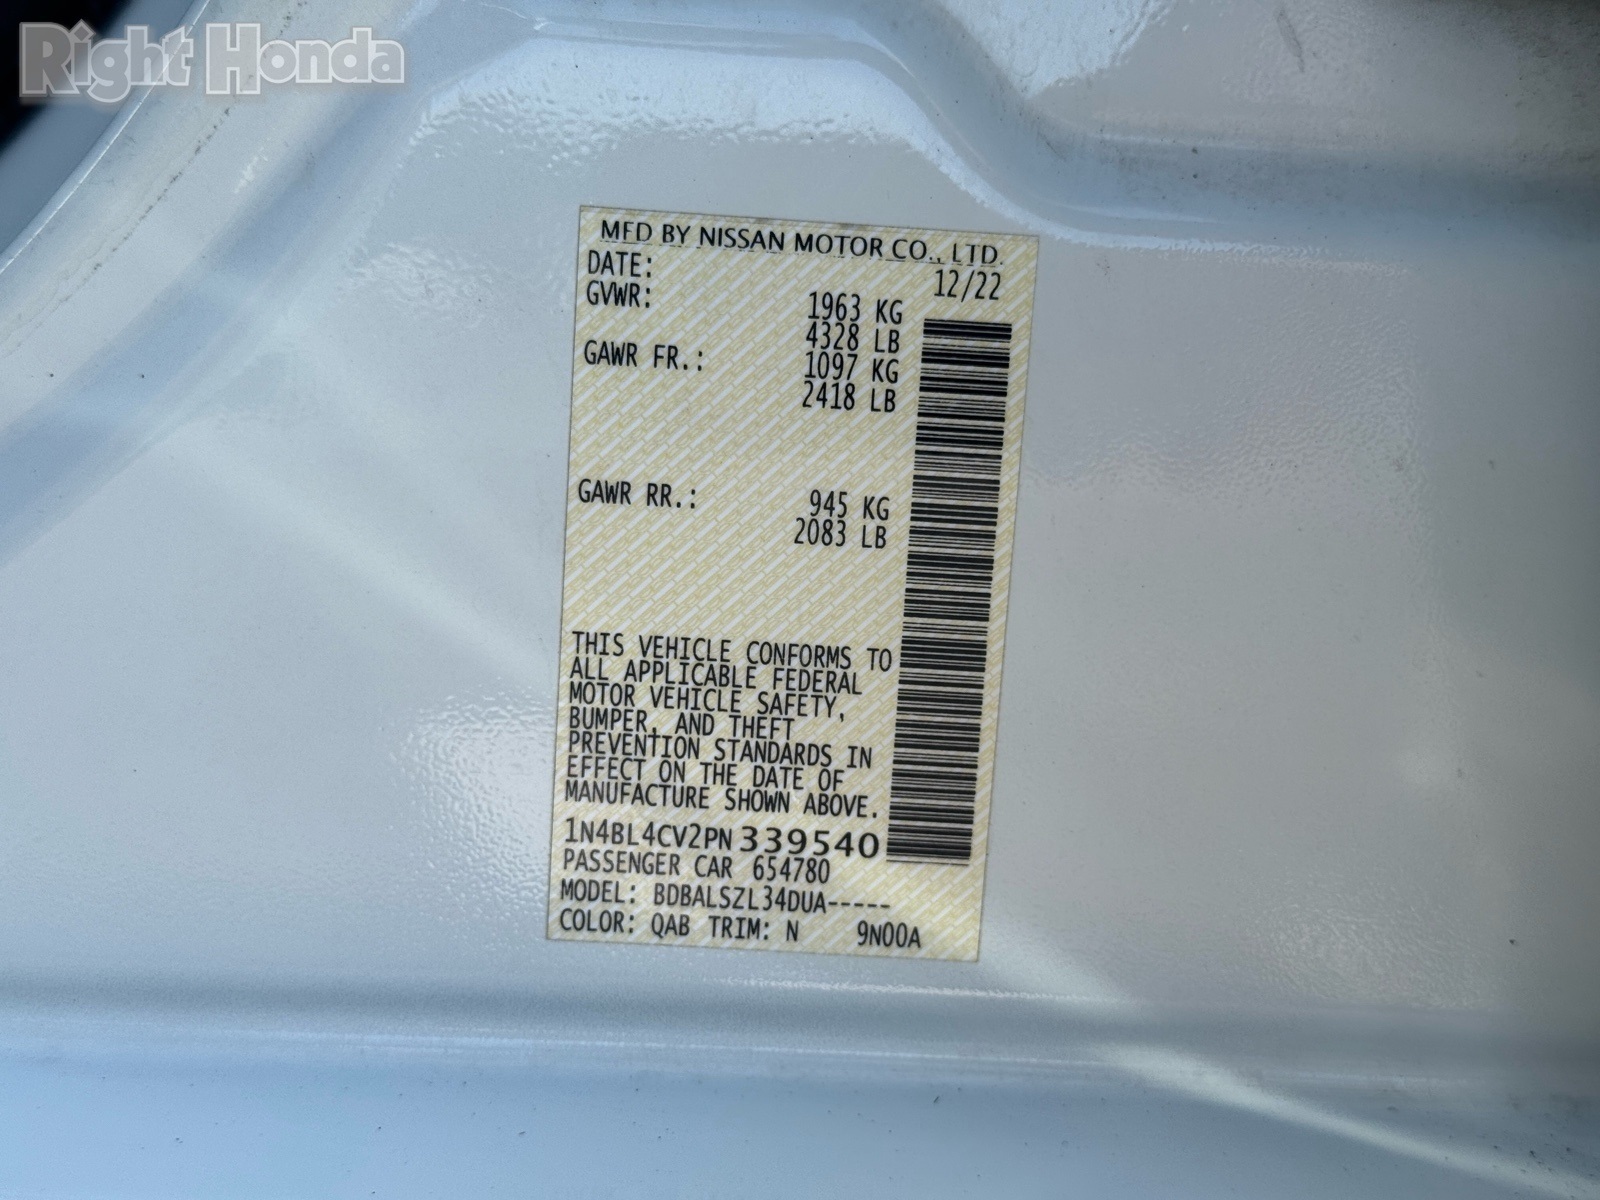 Right Honda
MFD BY NISSAN MOTOR CO., LTD.
DATE: 12/22
GVWR: 1963 KG
4328 LB
GAWR FR.: 1097 KG
2418 LB
GAWR RR.: 945 KG
2083 LB
THIS VEHICLE CONFORMS TO
ALL APPLICABLE FEDERAL
MOTOR VEHICLE SAFETY,
BUMPER, AND THEFT
PREVENTION STANDARDS IN
EFFECT ON THE DATE OF
MANUFACTURE SHOWN ABOVE.
1N4BL4CV2PN339540
PASSENGER CAR 654780
MODEL: BDBALSZL34DUA-----
COLOR: QAB TRIM: N 9N00A